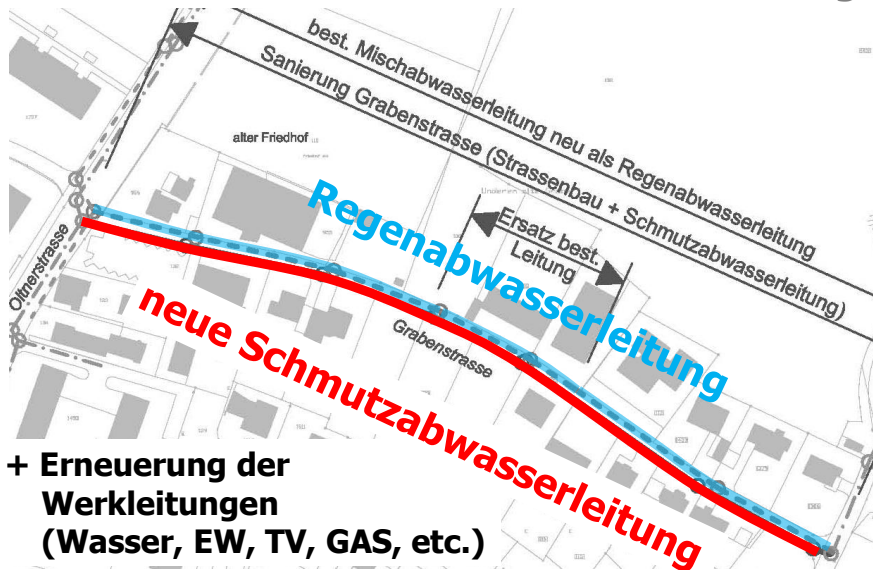 best. Mischabwasserleitung neu als Regenabwasserleitung
Sanierung Grabenstrasse (Strassenbau + Schmutzabwasserleitung)
alter Friedhof
Ersatz best.
Leitung
Regenabwasserleitung
Oltnerstrasse
Grabenstrasse
neue Schmutzabwasserleitung
+ Erneuerung der
Werkleitungen
(Wasser, EW, TV, GAS, etc.)